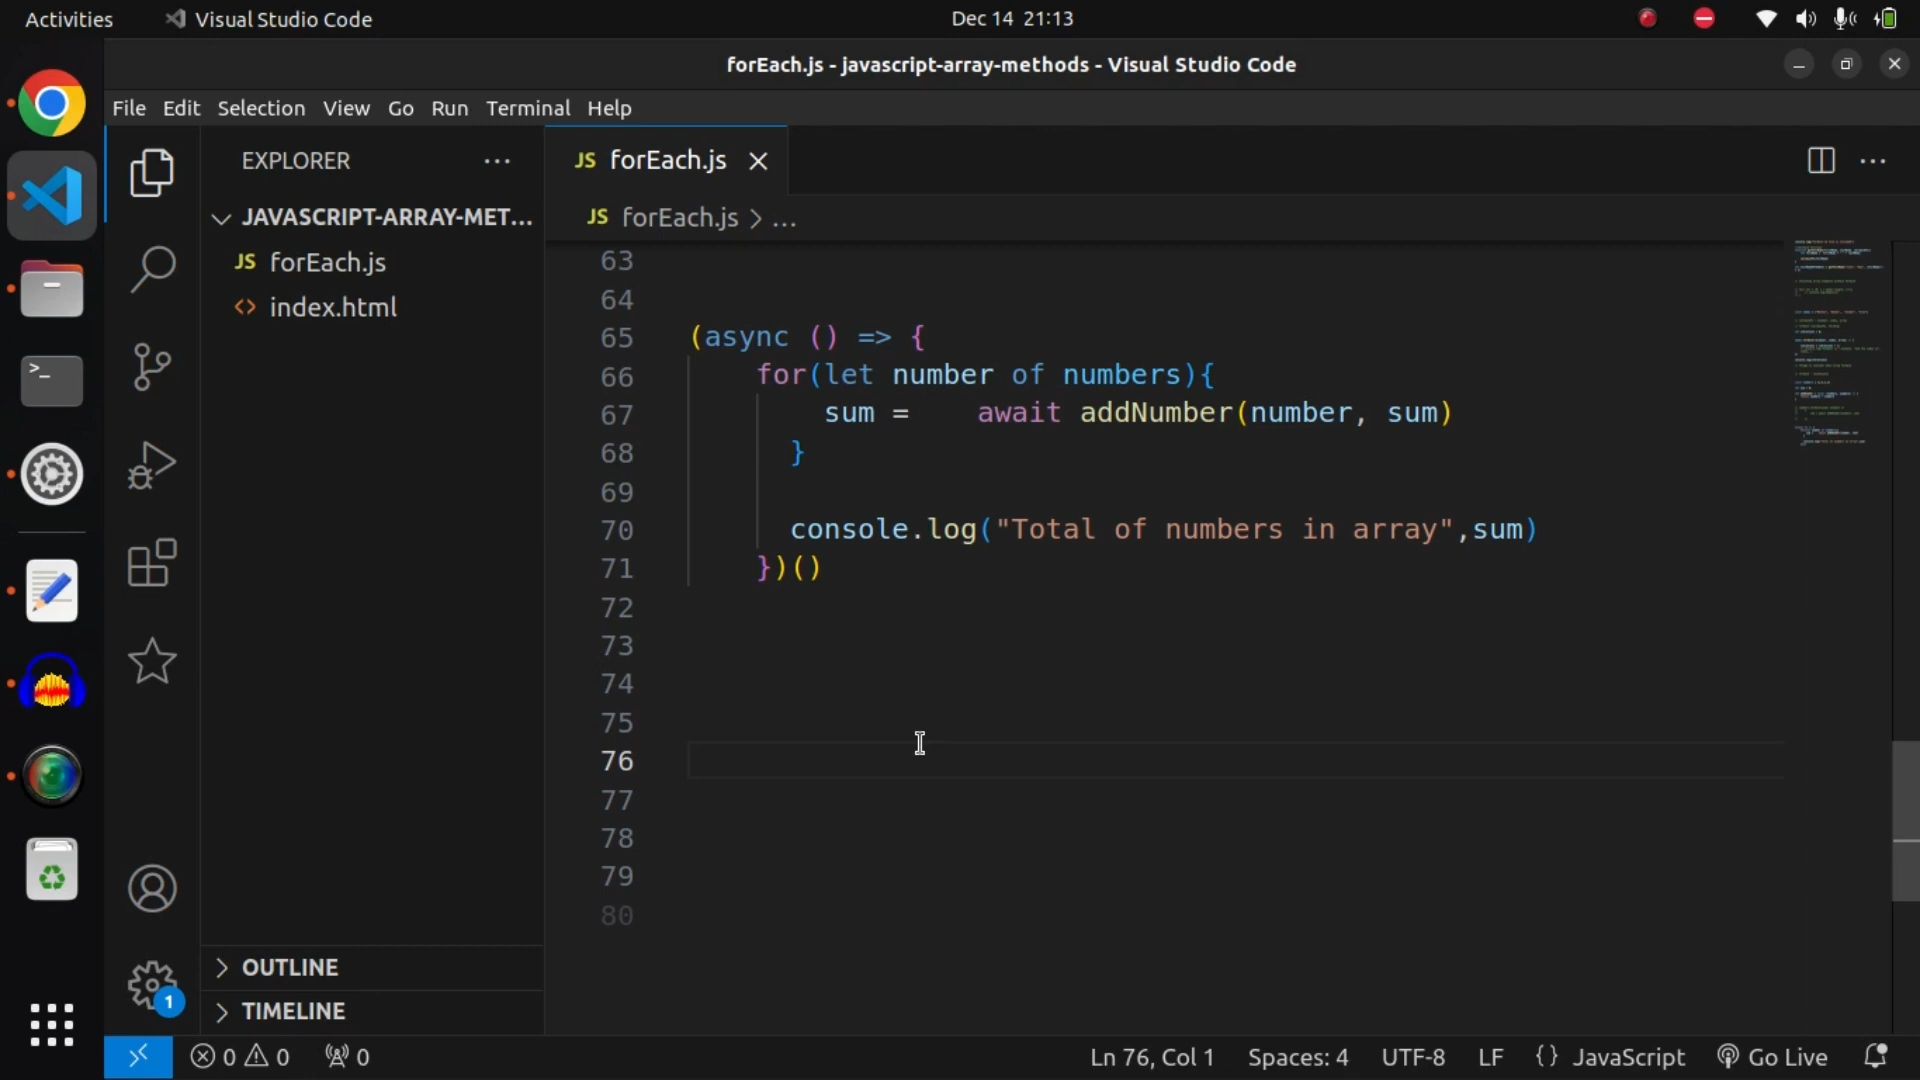 Activities Visual Studio Code Dec 14 21:13
forEach.js - javascript-array-methods - Visual Studio Code
File Edit Selection View Go Run Terminal Help
EXPLORER ...
JAVASCRIPT-ARRAY-MET...
JS forEach.js
<> index.html
OUTLINE
TIMELINE
JS forEach.js
JS forEach.js > ...
63
64
65 (async () => {
66 for(let number of numbers){
67 sum = await addNumber(number, sum)
68 }
69
70 console.log("Total of numbers in array",sum)
71 })()
72
73
74
75
76
77
78
79
80
1
0 0 0 Ln 76, Col 1 Spaces: 4 UTF-8 LF {} JavaScript Go Live